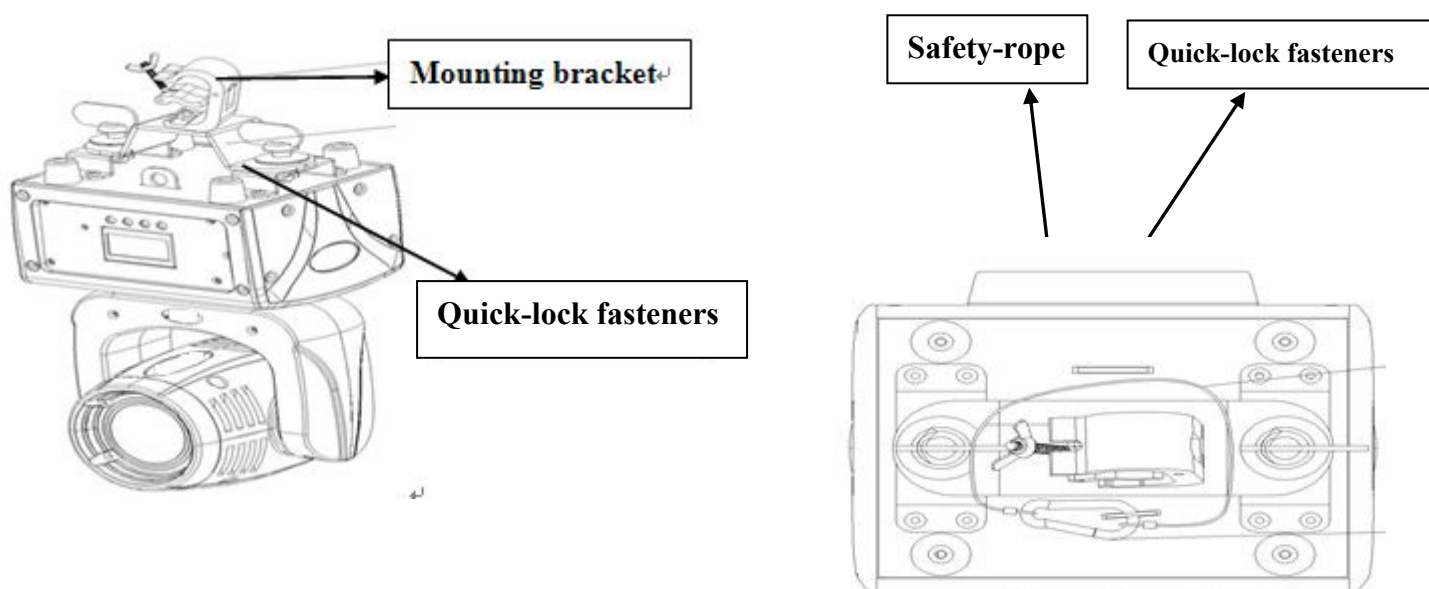 Safety-rope
Quick-lock fasteners
Mounting bracket↵
Quick-lock fasteners
↵